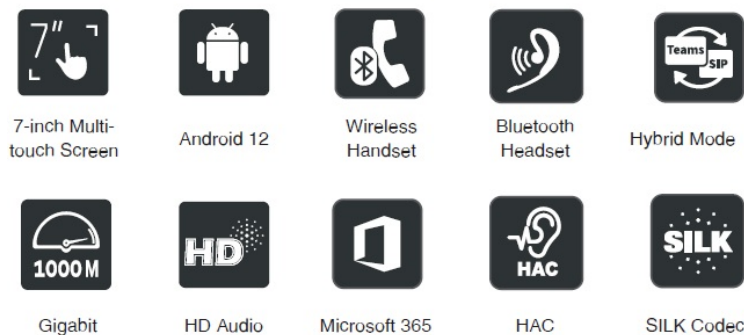 7"
Teams
SIP
7-inch Multi-
touch Screen
Android 12
Wireless
Handset
Bluetooth
Headset
Hybrid Mode
1000M
HD
HAC
SILK
Gigabit
HD Audio
Microsoft 365
HAC
SILK Codec